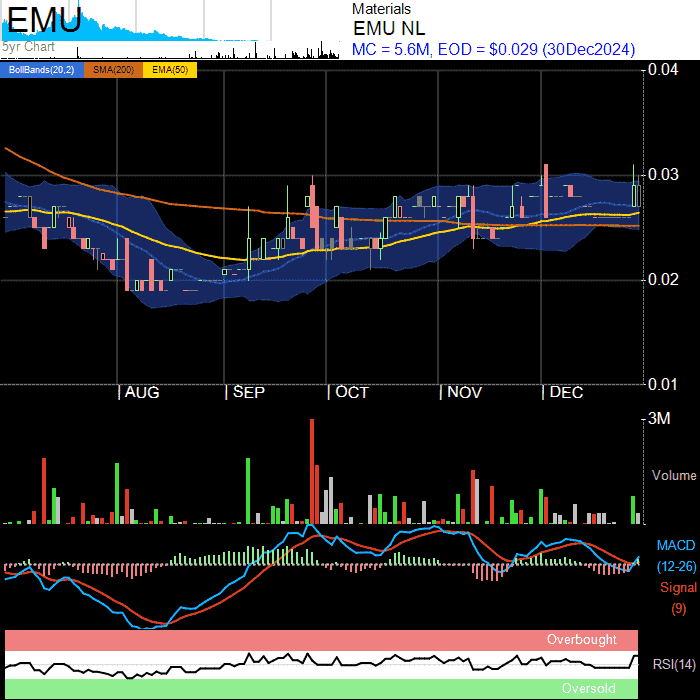 EMU
5yr Chart
Materials
EMU NL
MC = 5.6M, EOD = $0.029 (30Dec2024)
BollBands(20,2) SMA(200) EMA(50)
0.04
0.03
0.02
0.01
AUG SEP OCT NOV DEC
3M
Volume
MACD
(12-26)
Signal
(9)
Overbought
RSI(14)
Oversold